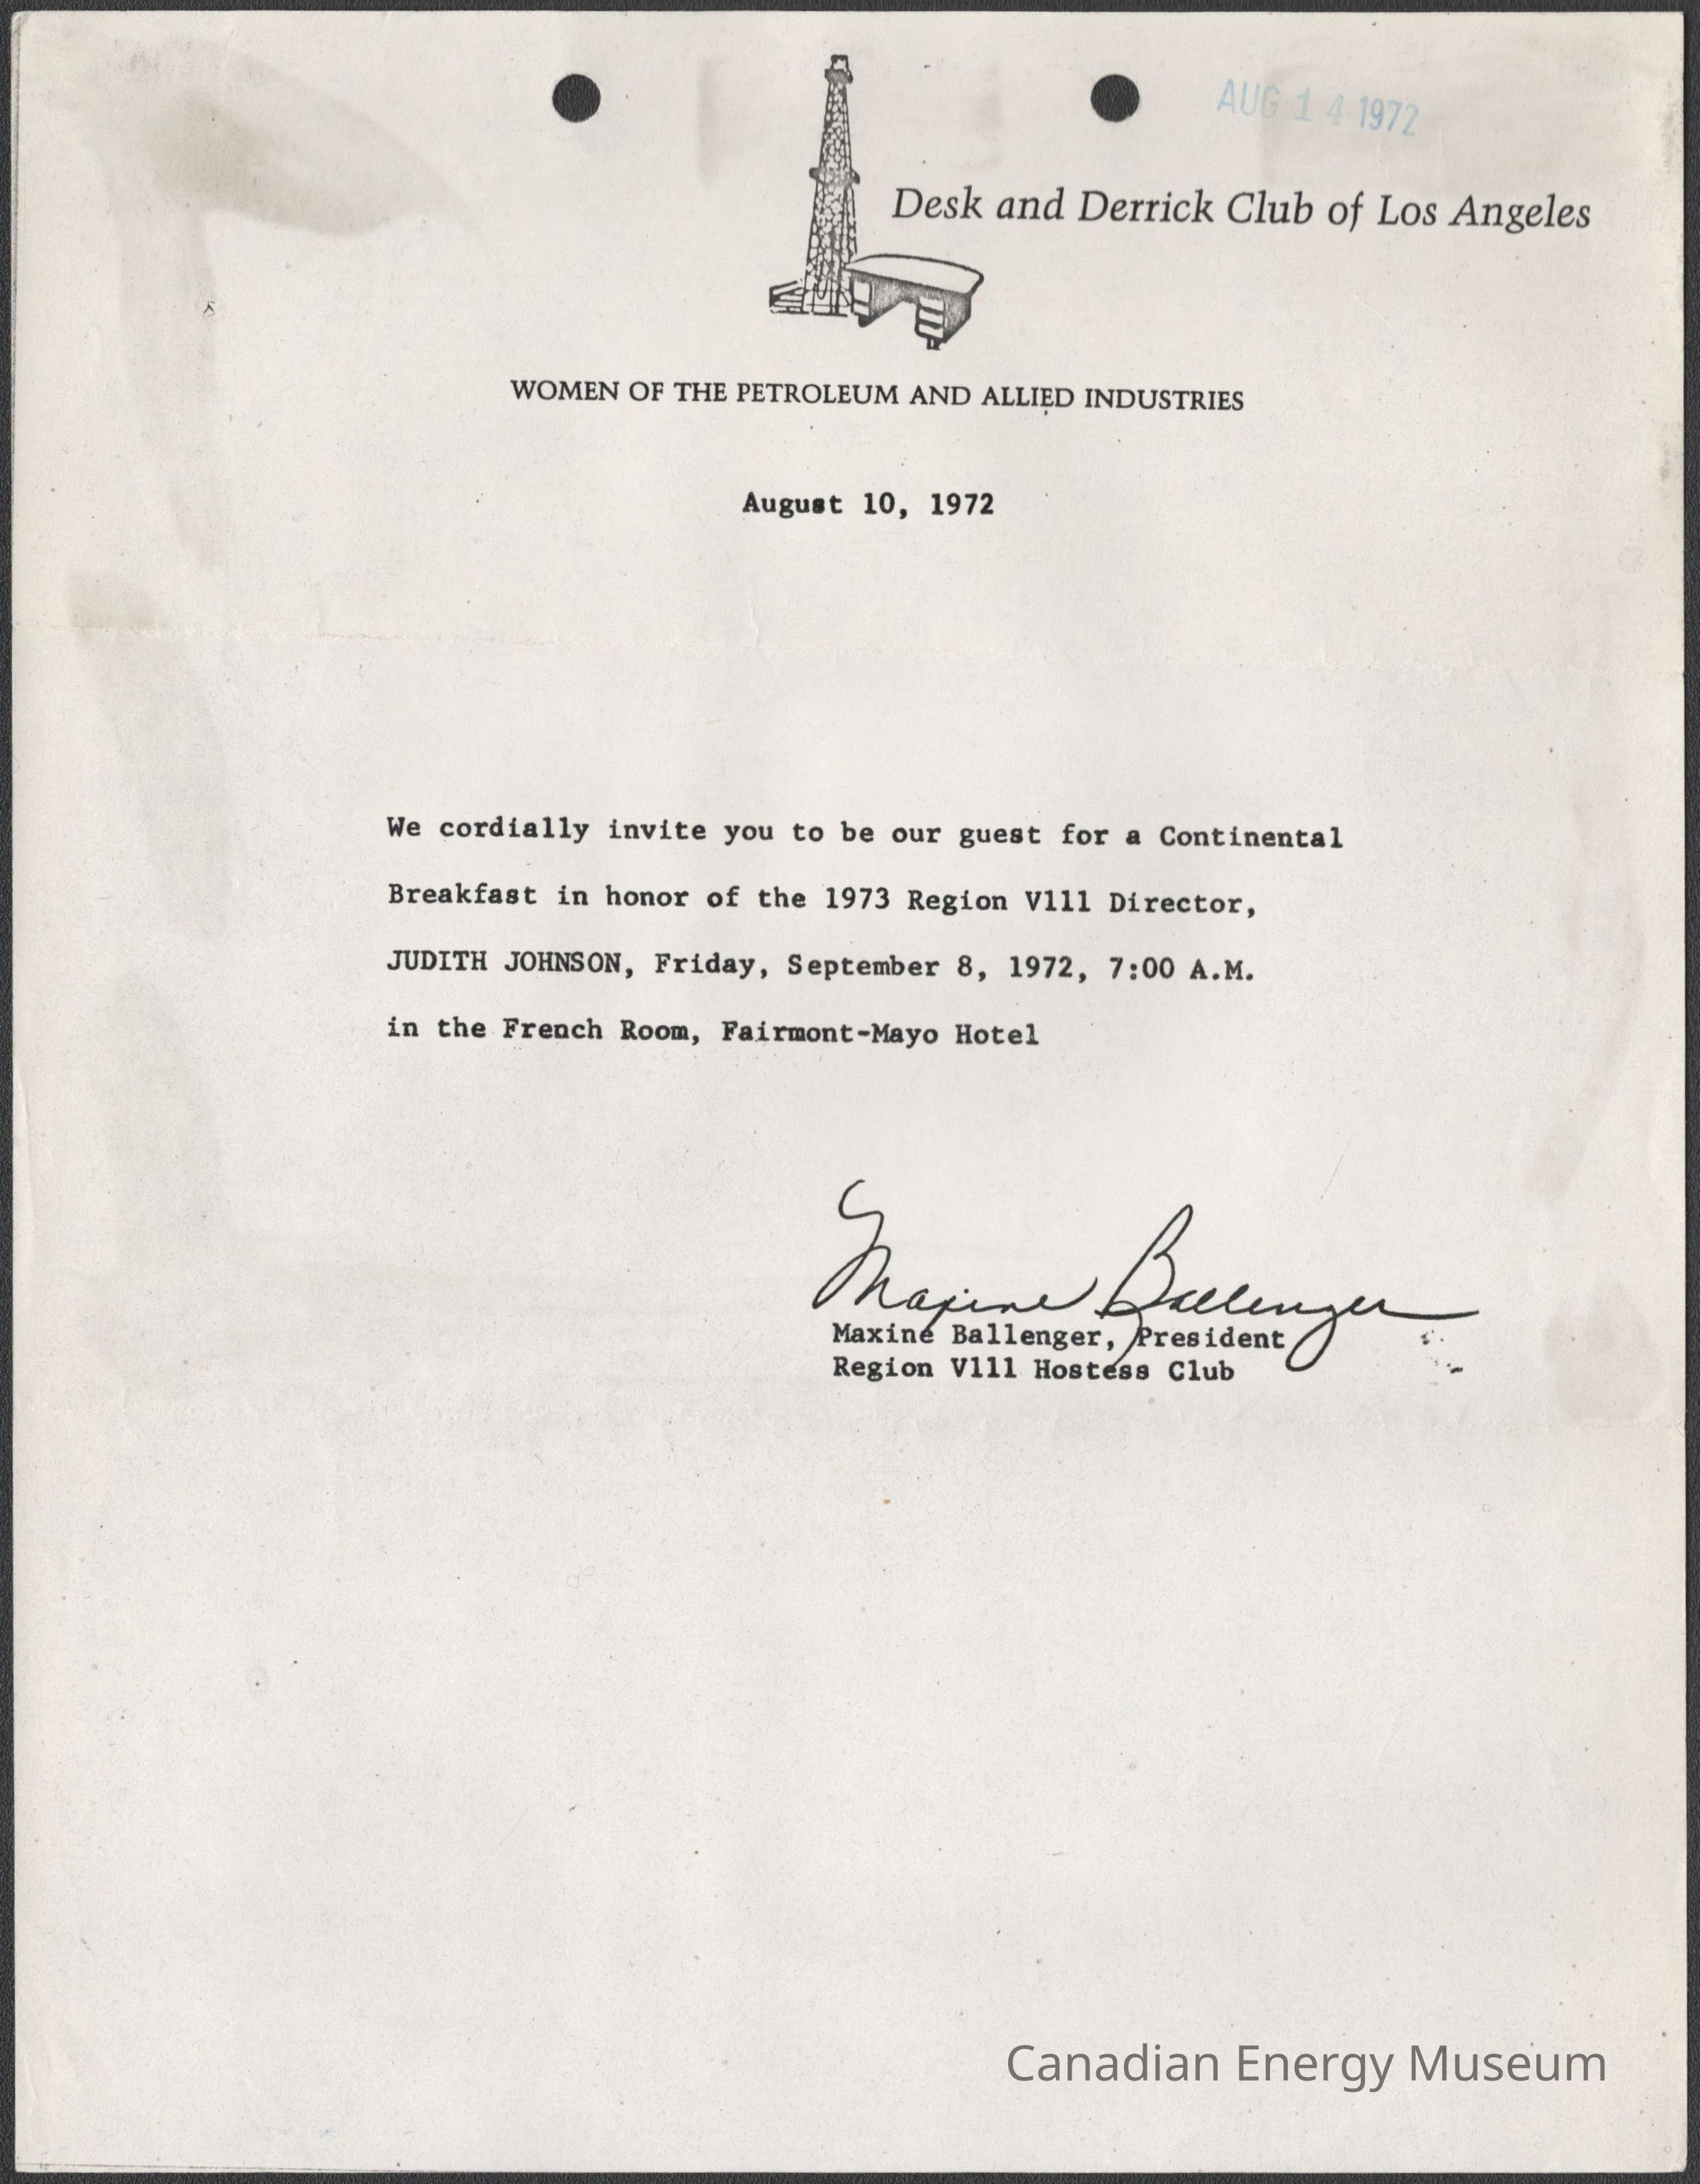 AUG 14 1972
Desk and Derrick Club of Los Angeles
WOMEN OF THE PETROLEUM AND ALLIED INDUSTRIES
August 10, 1972
We cordially invite you to be our guest for a Continental
Breakfast in honor of the 1973 Region V111 Director,
JUDITH JOHNSON, Friday, September 8, 1972, 7:00 A.M.
in the French Room, Fairmont-Mayo Hotel
Maxine Ballenger
Maxine Ballenger, President
Region V111 Hostess Club
Canadian Energy Museum